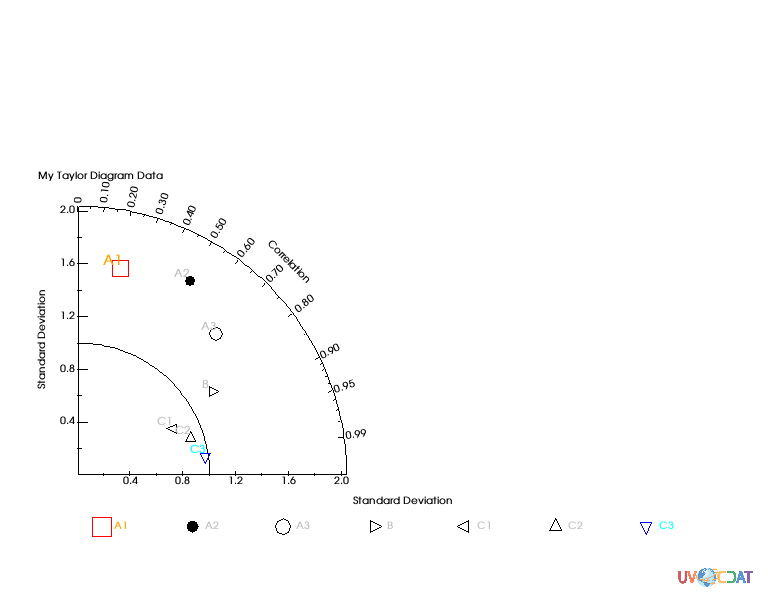 My Taylor Diagram Data
0 0.10 0.20 0.30 0.40 0.50 0.60 0.70 0.80 0.90 0.95 0.99
Correlation
2.0
1.6
1.2
0.8
0.4
Standard Deviation
A1
A2
A3
B
C1
C2
C3
0.4 0.8 1.2 1.6 2.0
Standard Deviation
A1 A2 A3 B C1 C2 C3
UV CDAT